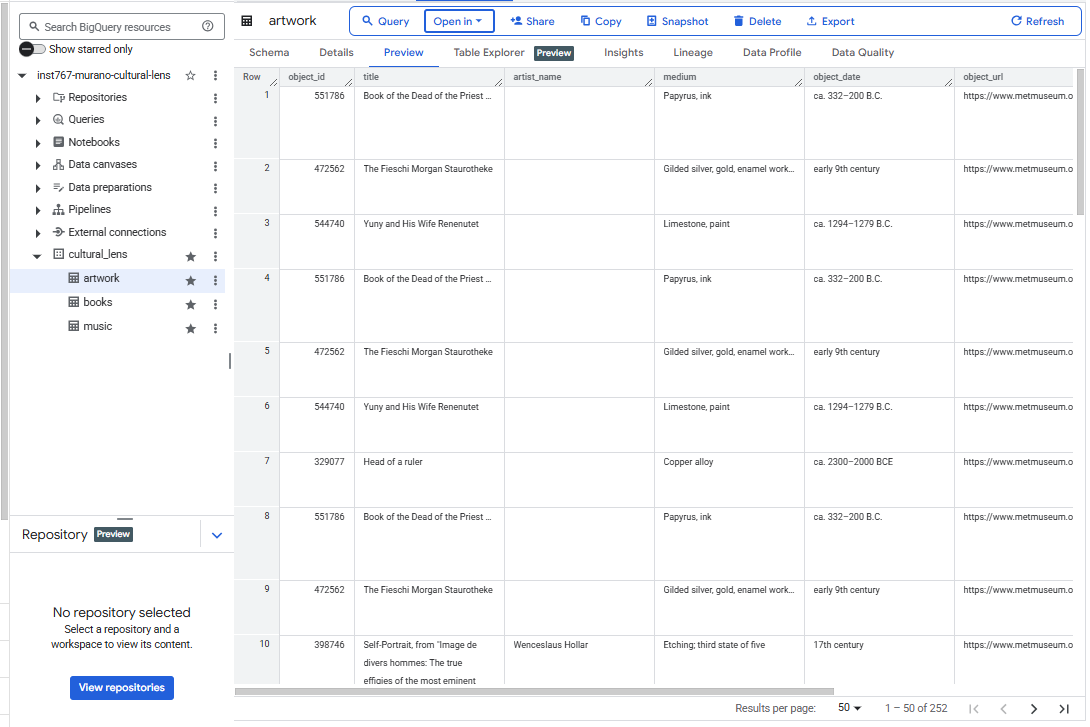 Search BigQuery resources
Show starred only
inst767-murano-cultural-lens
Repositories
Queries
Notebooks
Data canvases
Data preparations
Pipelines
External connections
cultural_lens
artwork
books
music
Repository Preview
No repository selected
Select a repository and a
workspace to view its content.
View repositories
artwork Query Open in Share Copy Snapshot Delete Export Refresh
Schema Details Preview Table Explorer Preview Insights Lineage Data Profile Data Quality
Row object_id title artist_name medium object_date object_url
1 551786 Book of the Dead of the Priest ... Papyrus, ink ca. 332–200 B.C. https://www.metmuseum.o
2 472562 The Fieschi Morgan Staurotheke Gilded silver, gold, enamel work... early 9th century https://www.metmuseum.o
3 544740 Yuny and His Wife Renenutet Limestone, paint ca. 1294–1279 B.C. https://www.metmuseum.o
4 551786 Book of the Dead of the Priest ... Papyrus, ink ca. 332–200 B.C. https://www.metmuseum.o
5 472562 The Fieschi Morgan Staurotheke Gilded silver, gold, enamel work... early 9th century https://www.metmuseum.o
6 544740 Yuny and His Wife Renenutet Limestone, paint ca. 1294–1279 B.C. https://www.metmuseum.o
7 329077 Head of a ruler Copper alloy ca. 2300–2000 BCE https://www.metmuseum.o
8 551786 Book of the Dead of the Priest ... Papyrus, ink ca. 332–200 B.C. https://www.metmuseum.o
9 472562 The Fieschi Morgan Staurotheke Gilded silver, gold, enamel work... early 9th century https://www.metmuseum.o
10 398746 Self-Portrait, from "Image de Wenceslaus Hollar Etching; third state of five 17th century https://www.metmuseum.o
divers hommes: The true
effigies of the most eminent
Results per page: 50 1 – 50 of 252